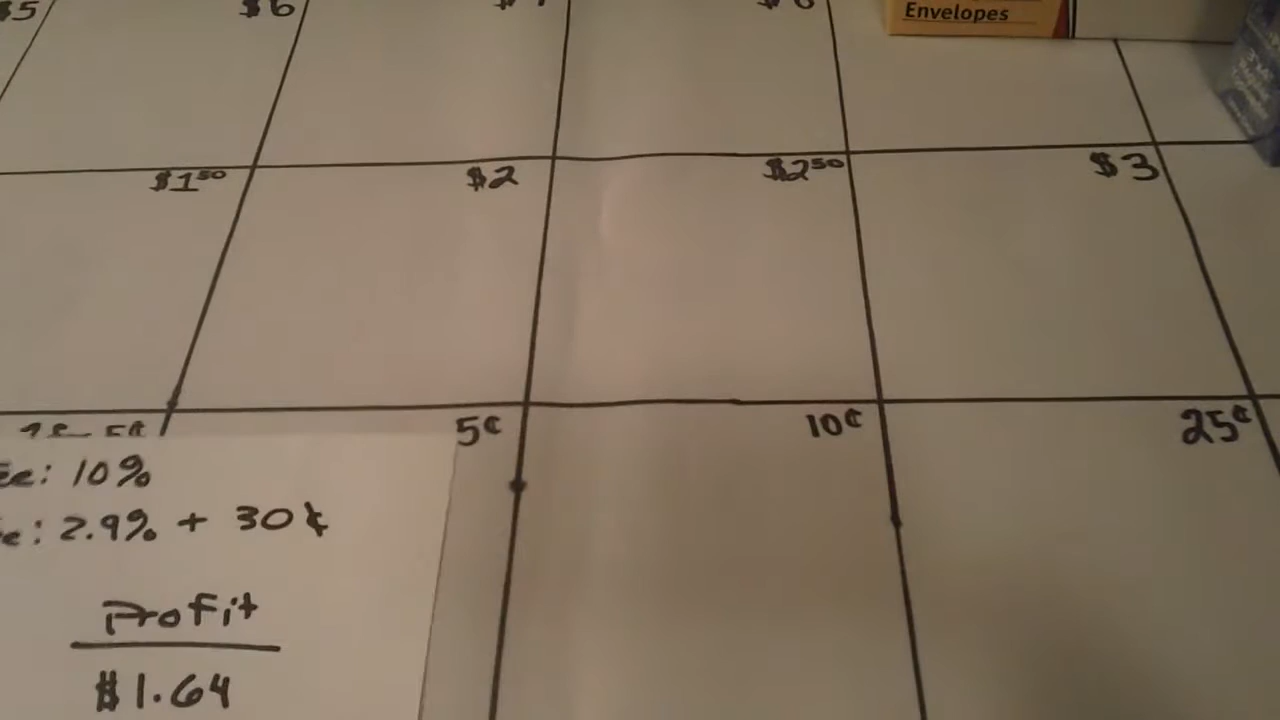 $5 $6
Envelopes
$1.50 $2 $2.50 $3
5¢ 10¢ 25¢
10%
2.9% + 30¢
Profit
$1.64